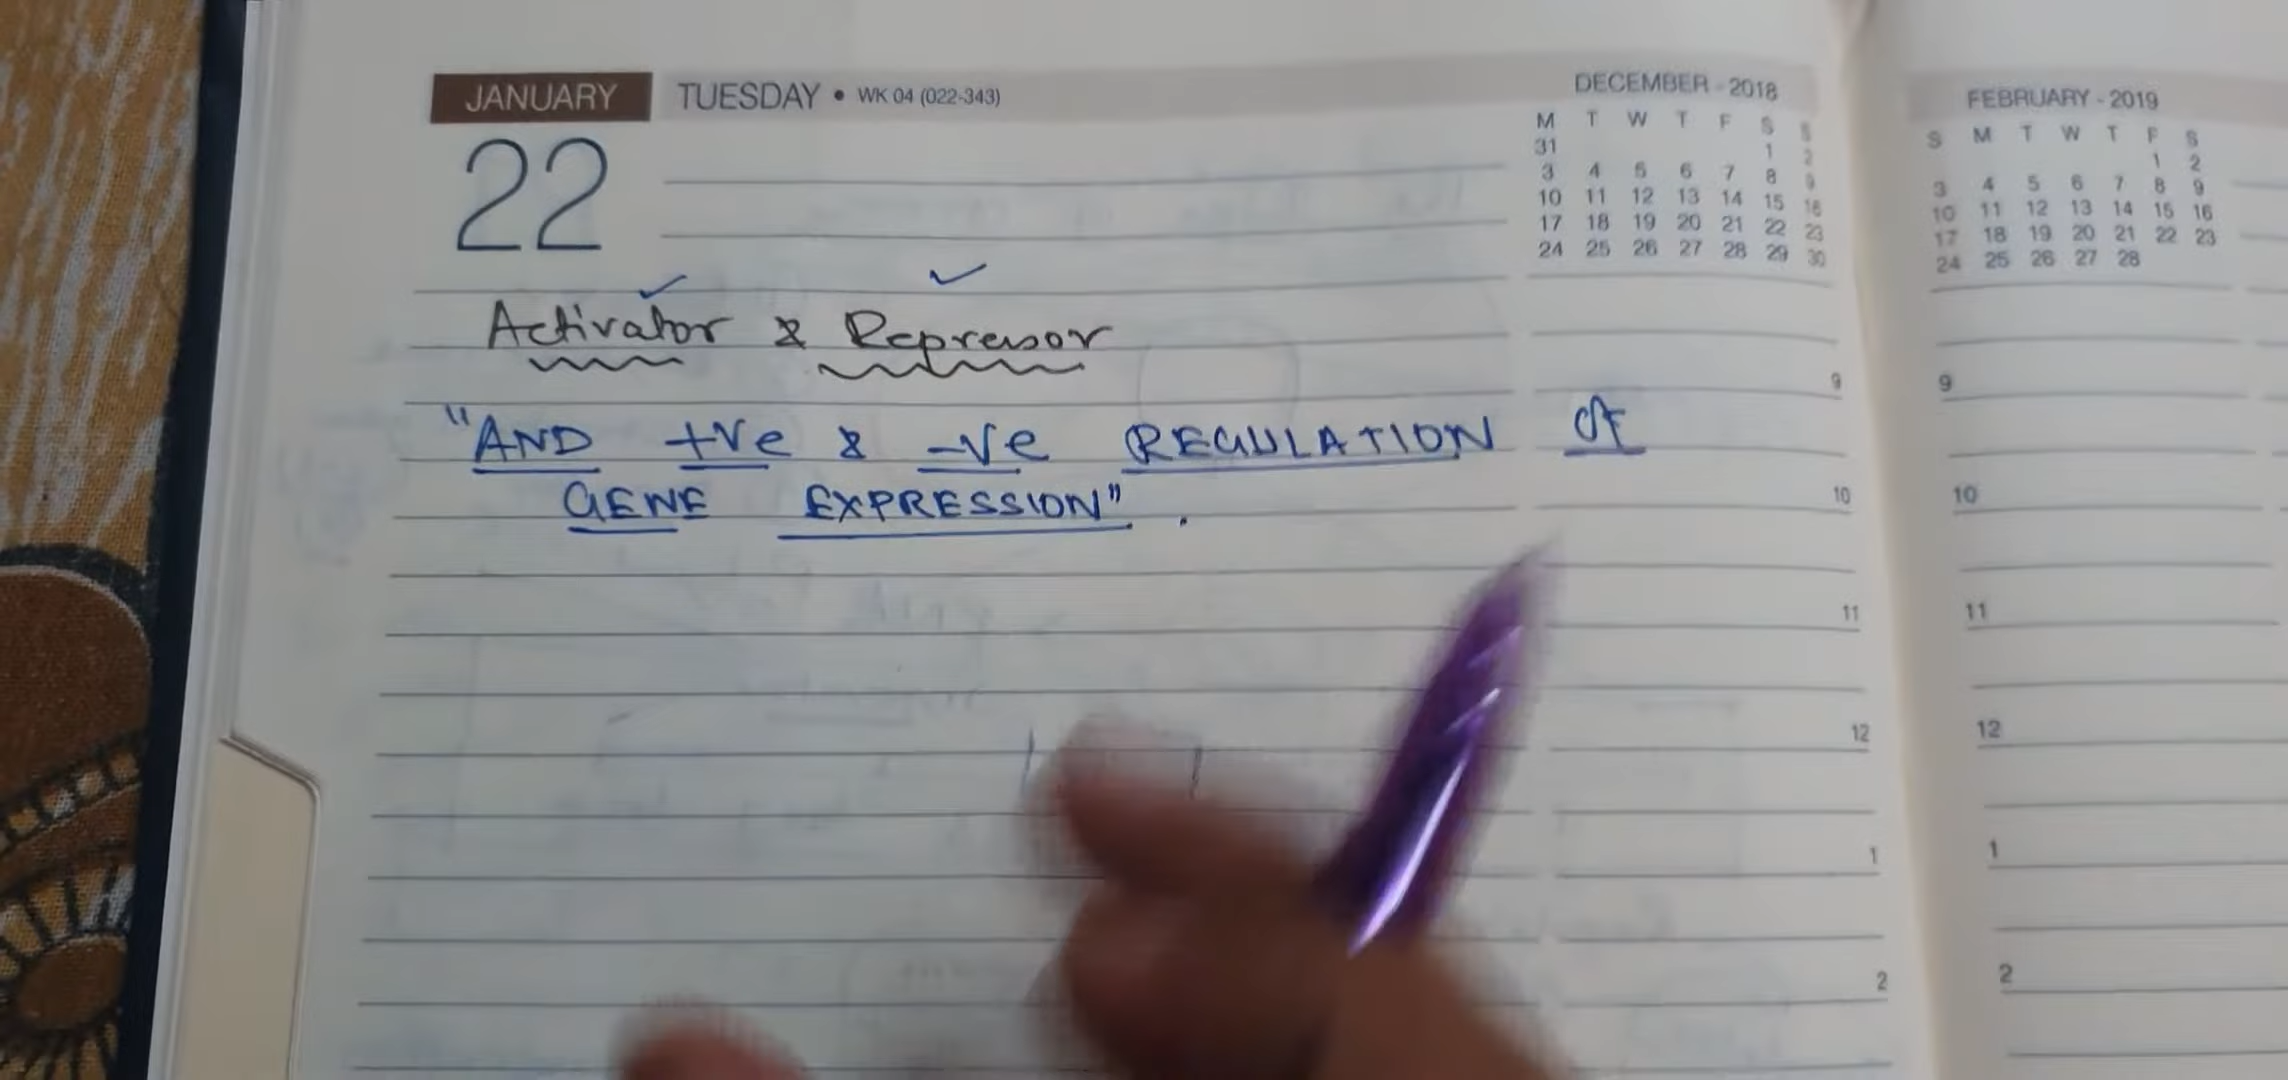 JANUARY TUESDAY • WK 04 (022-343)
22
DECEMBER - 2018
M T W T F S S
31 1 2
3 4 5 6 7 8 9
10 11 12 13 14 15 16
17 18 19 20 21 22 23
24 25 26 27 28 29 30
Activator & Repressor
"AND +ve & -ve REGULATION of
GENE EXPRESSION".
9
10
11
12
1
2
FEBRUARY - 2019
S M T W T F S
1 2
3 4 5 6 7 8 9
10 11 12 13 14 15 16
17 18 19 20 21 22 23
24 25 26 27 28
9
10
11
12
1
2